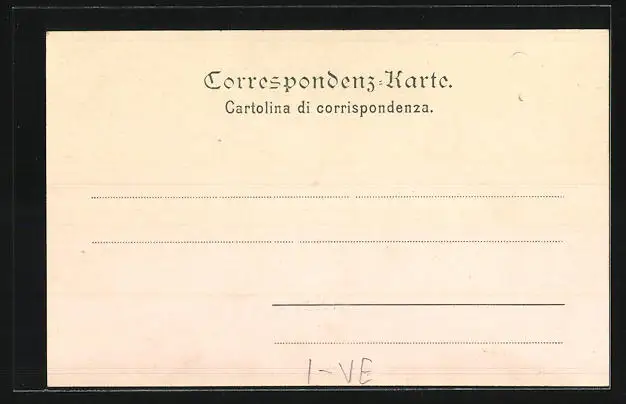 Correspondenz-Karte.
Cartolina di corrispondenza.
I-VE